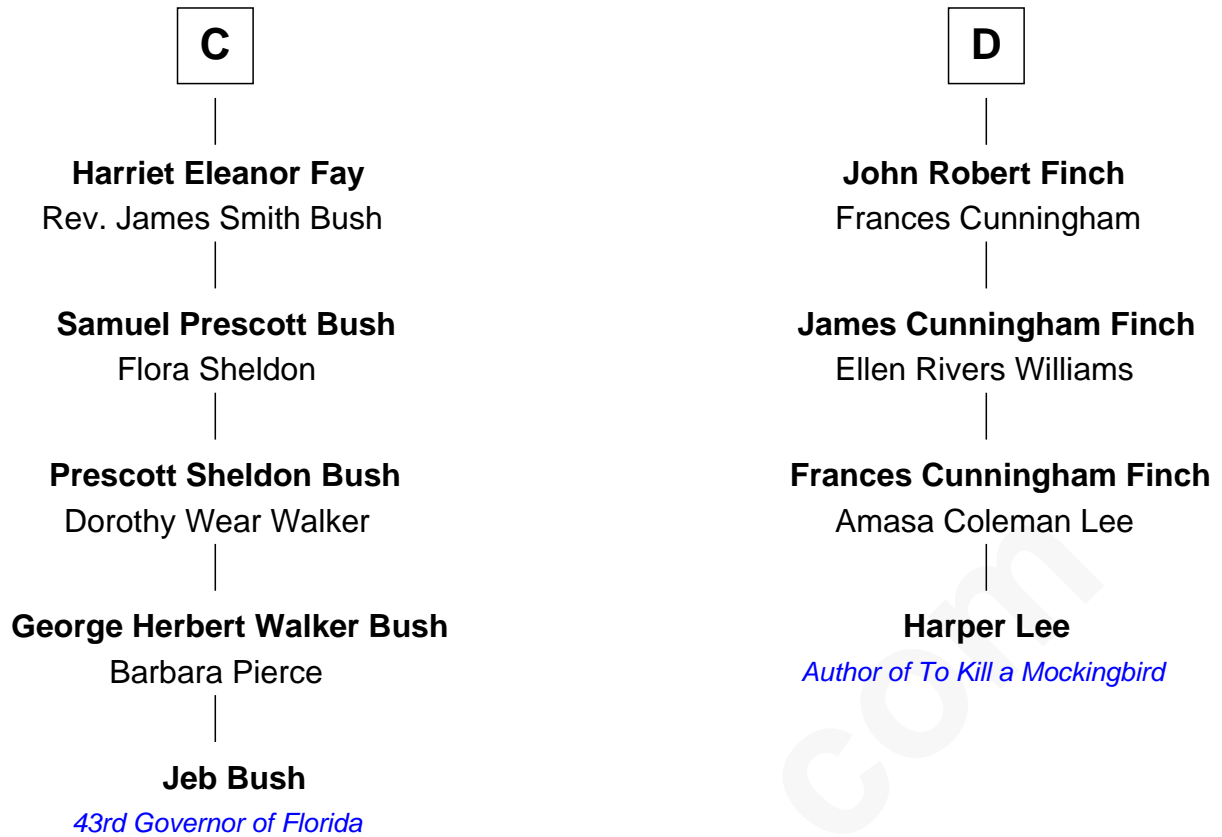 C
Harriet Eleanor Fay
Rev. James Smith Bush
Samuel Prescott Bush
Flora Sheldon
Prescott Sheldon Bush
Dorothy Wear Walker
George Herbert Walker Bush
Barbara Pierce
Jeb Bush
43rd Governor of Florida
D
John Robert Finch
Frances Cunningham
James Cunningham Finch
Ellen Rivers Williams
Frances Cunningham Finch
Amasa Coleman Lee
Harper Lee
Author of To Kill a Mockingbird
com